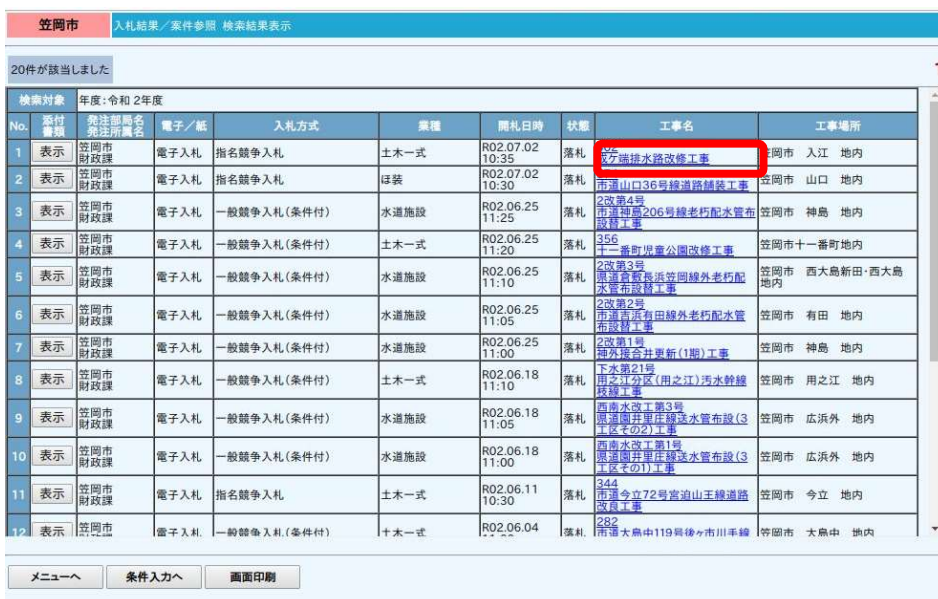 笠岡市 入札結果／案件参照 検索結果表示
20件が該当しました
検索対象 年度:令和 2年度
No. 添付書類 発注部局名 発注所属名 電子／紙 入札方式 業種 開札日時 状態 工事名 工事場所
1 表示 笠岡市 財政課 電子入札 指名競争入札 土木一式 R02.07.02 10:35 落札 ケ端排水路改修工事 笠岡市 入江 地内
2 表示 笠岡市 財政課 電子入札 指名競争入札 ほ装 R02.07.02 10:30 落札 市道山口36号線道路舗装工事 笠岡市 山口 地内
3 表示 笠岡市 財政課 電子入札 一般競争入札(条件付) 水道施設 R02.06.25 11:25 落札 2改第4号 市道神島206号線老朽配水管布設替工事 笠岡市 神島 地内
4 表示 笠岡市 財政課 電子入札 一般競争入札(条件付) 土木一式 R02.06.25 11:20 落札 356 十一番町児童公園改修工事 笠岡市十一番町地内
5 表示 笠岡市 財政課 電子入札 一般競争入札(条件付) 水道施設 R02.06.25 11:10 落札 2改第3号 県道倉敷長浜笠岡線外老朽配水管布設替工事 笠岡市 西大島新田・西大島 地内
6 表示 笠岡市 財政課 電子入札 一般競争入札(条件付) 水道施設 R02.06.25 11:05 落札 2改第2号 市道吉浜有田線外老朽配水管布設替工事 笠岡市 有田 地内
7 表示 笠岡市 財政課 電子入札 一般競争入札(条件付) 水道施設 R02.06.25 11:00 落札 2改第1号 神外接合井更新(1期)工事 笠岡市 神島 地内
8 表示 笠岡市 財政課 電子入札 一般競争入札(条件付) 土木一式 R02.06.18 11:10 落札 下水第21号 用之江分区(用之江)汚水幹線枝線工事 笠岡市 用之江 地内
9 表示 笠岡市 財政課 電子入札 一般競争入札(条件付) 水道施設 R02.06.18 11:05 落札 西南水改工第3号 県道園井里庄線送水管布設(3工区その2)工事 笠岡市 広浜外 地内
10 表示 笠岡市 財政課 電子入札 一般競争入札(条件付) 水道施設 R02.06.18 11:00 落札 西南水改工第1号 県道園井里庄線送水管布設(3工区その1)工事 笠岡市 広浜外 地内
11 表示 笠岡市 財政課 電子入札 指名競争入札 土木一式 R02.06.11 10:30 落札 344 市道今立72号宮迫山王線道路改良工事 笠岡市 今立 地内
12 表示 笠岡市 電子入札 一般競争入札(条件付) 土木一式 R02.06.04 落札 282 市道大島中119号後ヶ市川手線 笠岡市 大島中 地内
メニューへ 条件入力へ 画面印刷